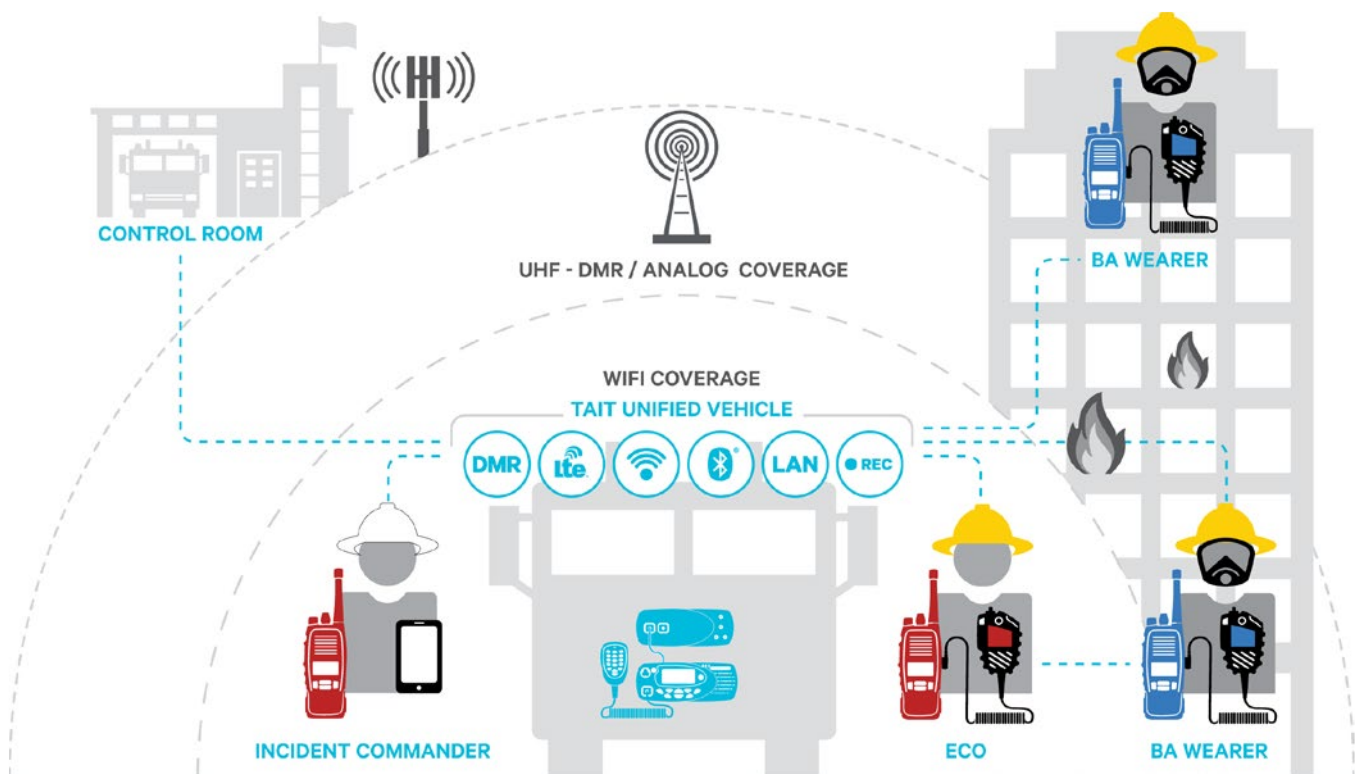 CONTROL ROOM
UHF - DMR / ANALOG COVERAGE
BA WEARER
WIFI COVERAGE
TAIT UNIFIED VEHICLE
DMR
Lte
LAN
REC
INCIDENT COMMANDER
ECO
BA WEARER